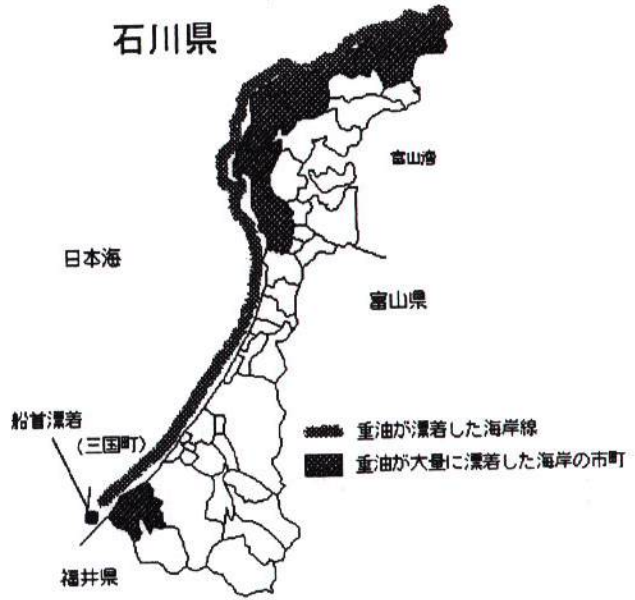 石川県
富山湾
日本海
富山県
船首漂着
(三国町)
重油が漂着した海岸線
重油が大量に漂着した海岸の市町
福井県